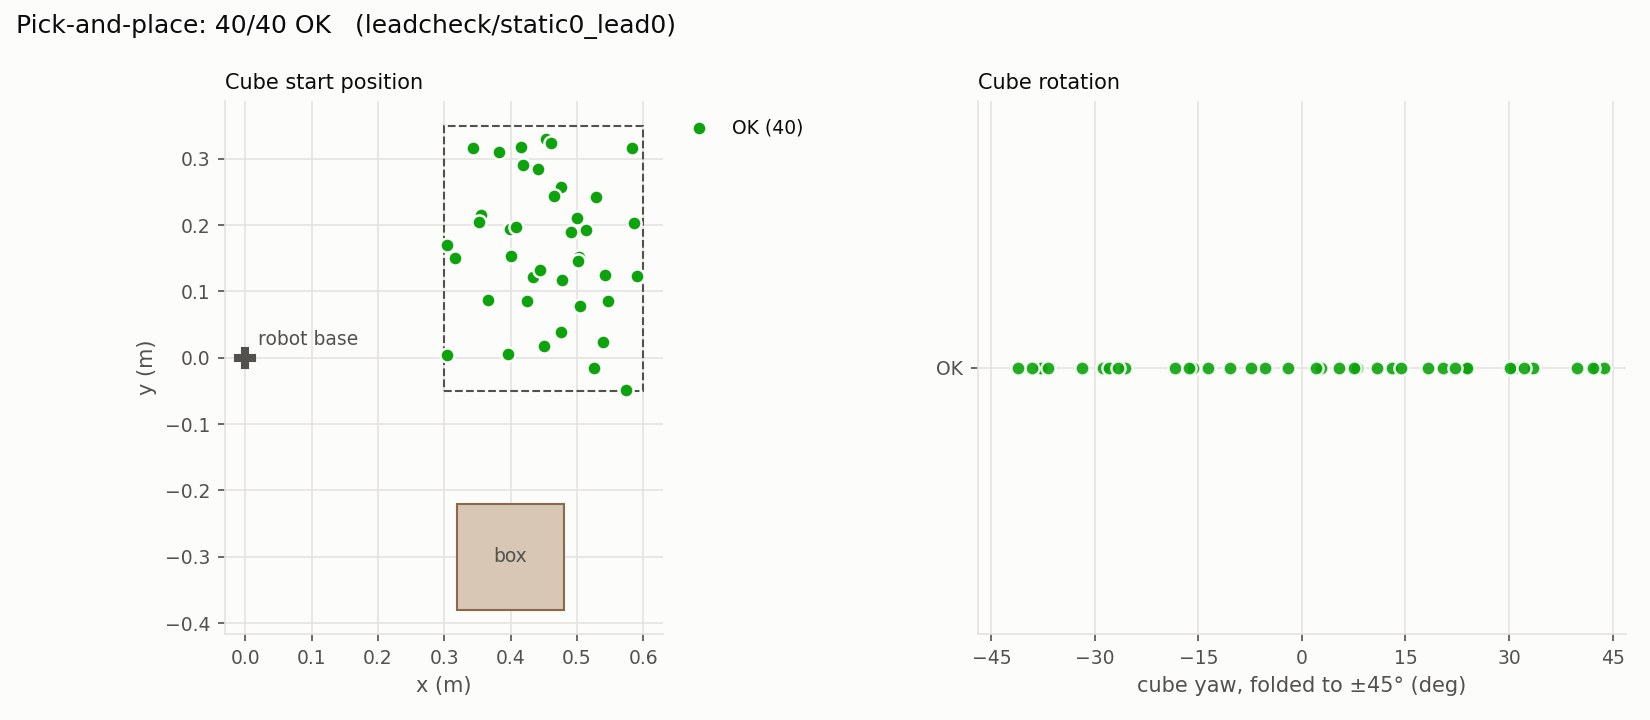 Pick-and-place: 40/40 OK   (leadcheck/static0_lead0)
Cube start position
OK (40)
0.3
0.2
0.1
0.0
−0.1
−0.2
−0.3
−0.4
y (m)
robot base
box
0.0 0.1 0.2 0.3 0.4 0.5 0.6
x (m)
Cube rotation
OK
−45 −30 −15 0 15 30 45
cube yaw, folded to ±45° (deg)